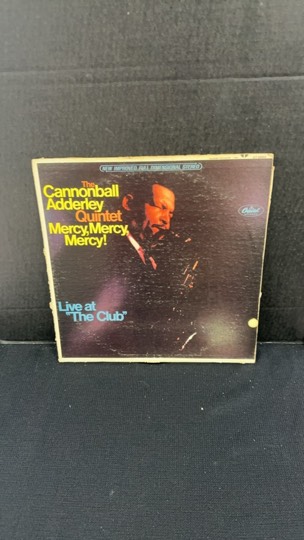 NEW IMPROVED FULL DIMENSIONAL STEREO
The
Cannonball
Adderley
Quintet
Mercy, Mercy,
Mercy!
Capitol
Live at
"The Club"